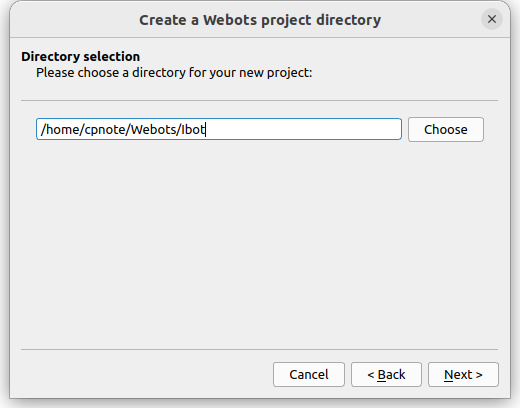 Create a Webots project directory
Directory selection
Please choose a directory for your new project:
/home/cpnote/Webots/Ibot
Choose
Cancel
< Back
Next >